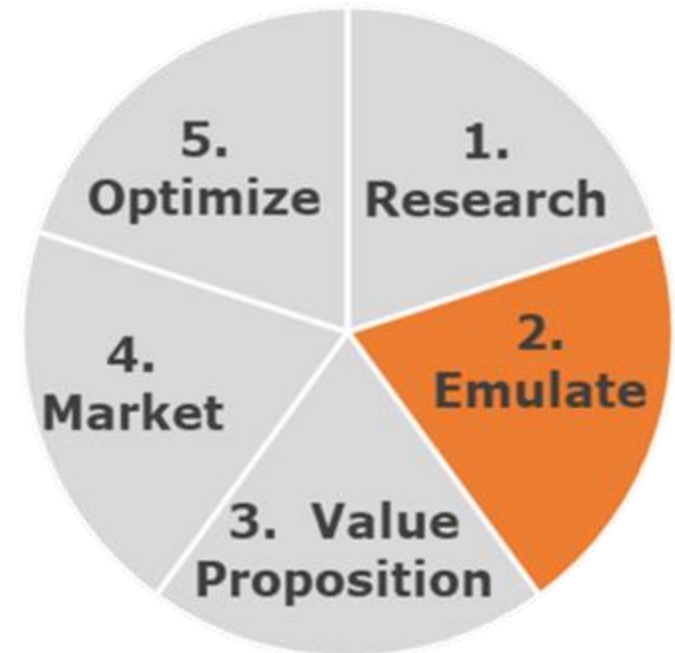 1.
Research
2.
Emulate
3.  Value
Proposition
4.
Market
5.
Optimize